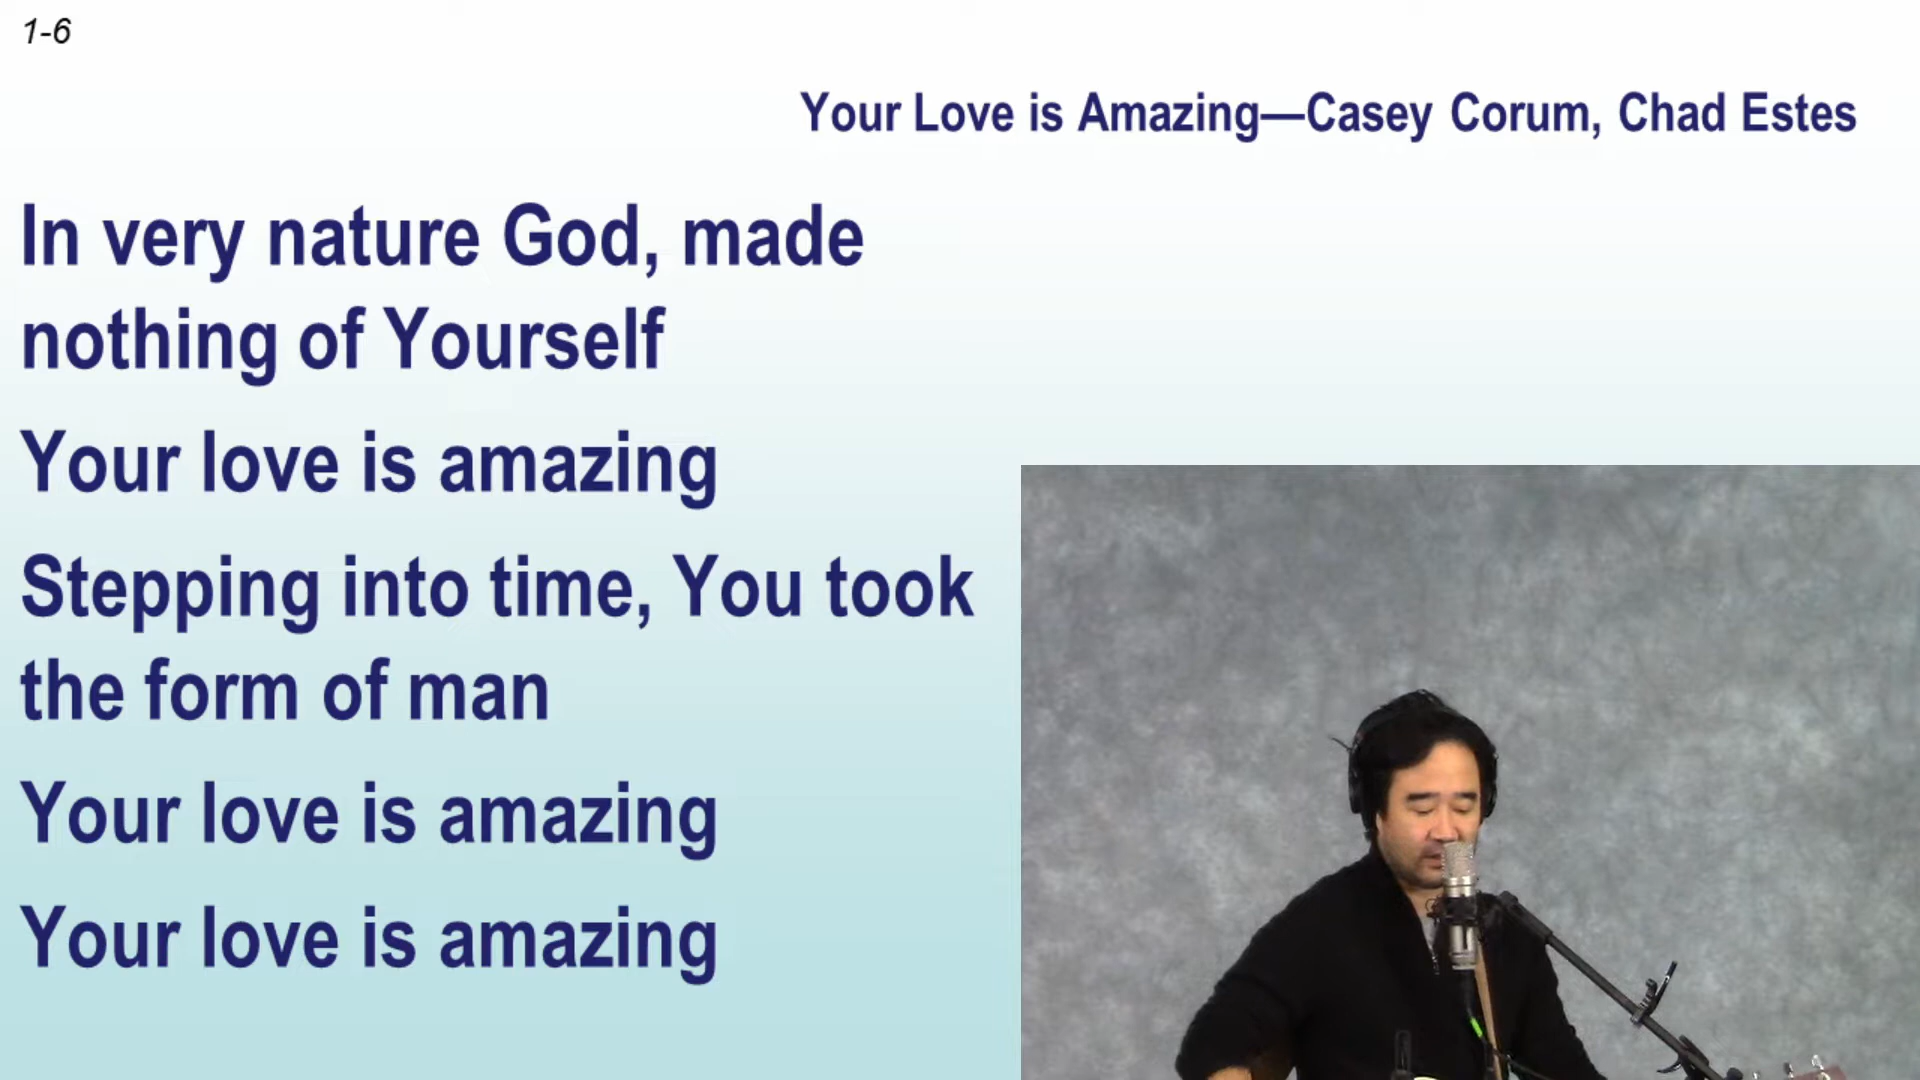 1-6
Your Love is Amazing—Casey Corum, Chad Estes
In very nature God, made
nothing of Yourself
Your love is amazing
Stepping into time, You took
the form of man
Your love is amazing
Your love is amazing